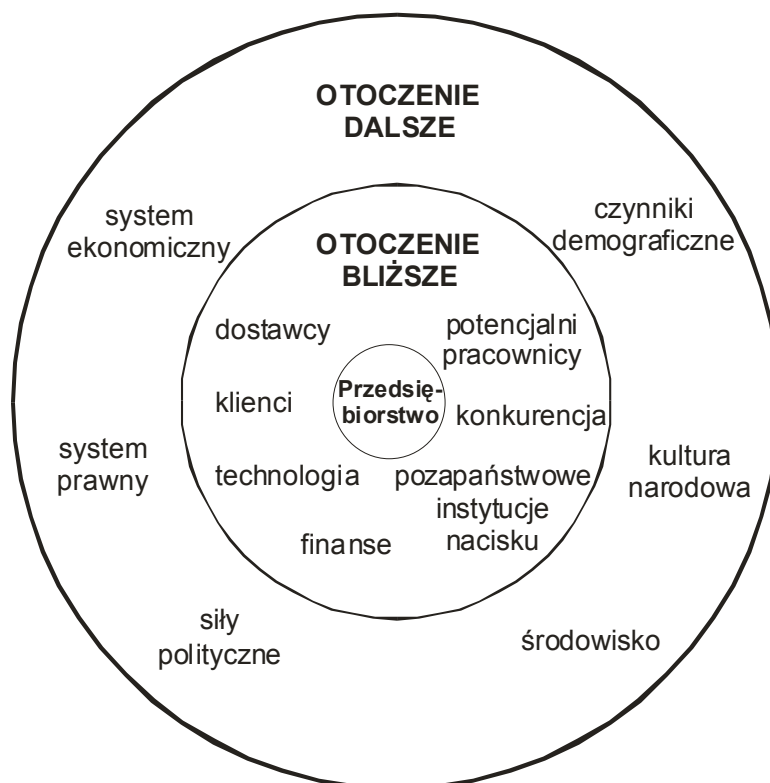 OTOCZENIE
DALSZE
system
ekonomiczny
czynniki
demograficzne
OTOCZENIE
BLIŻSZE
dostawcy
potencjalni
pracownicy
klienci
Przedsię-
biorstwo
konkurencja
system
prawny
technologia
pozapaństwowe
instytucje
nacisku
kultura
narodowa
finanse
siły
polityczne
środowisko